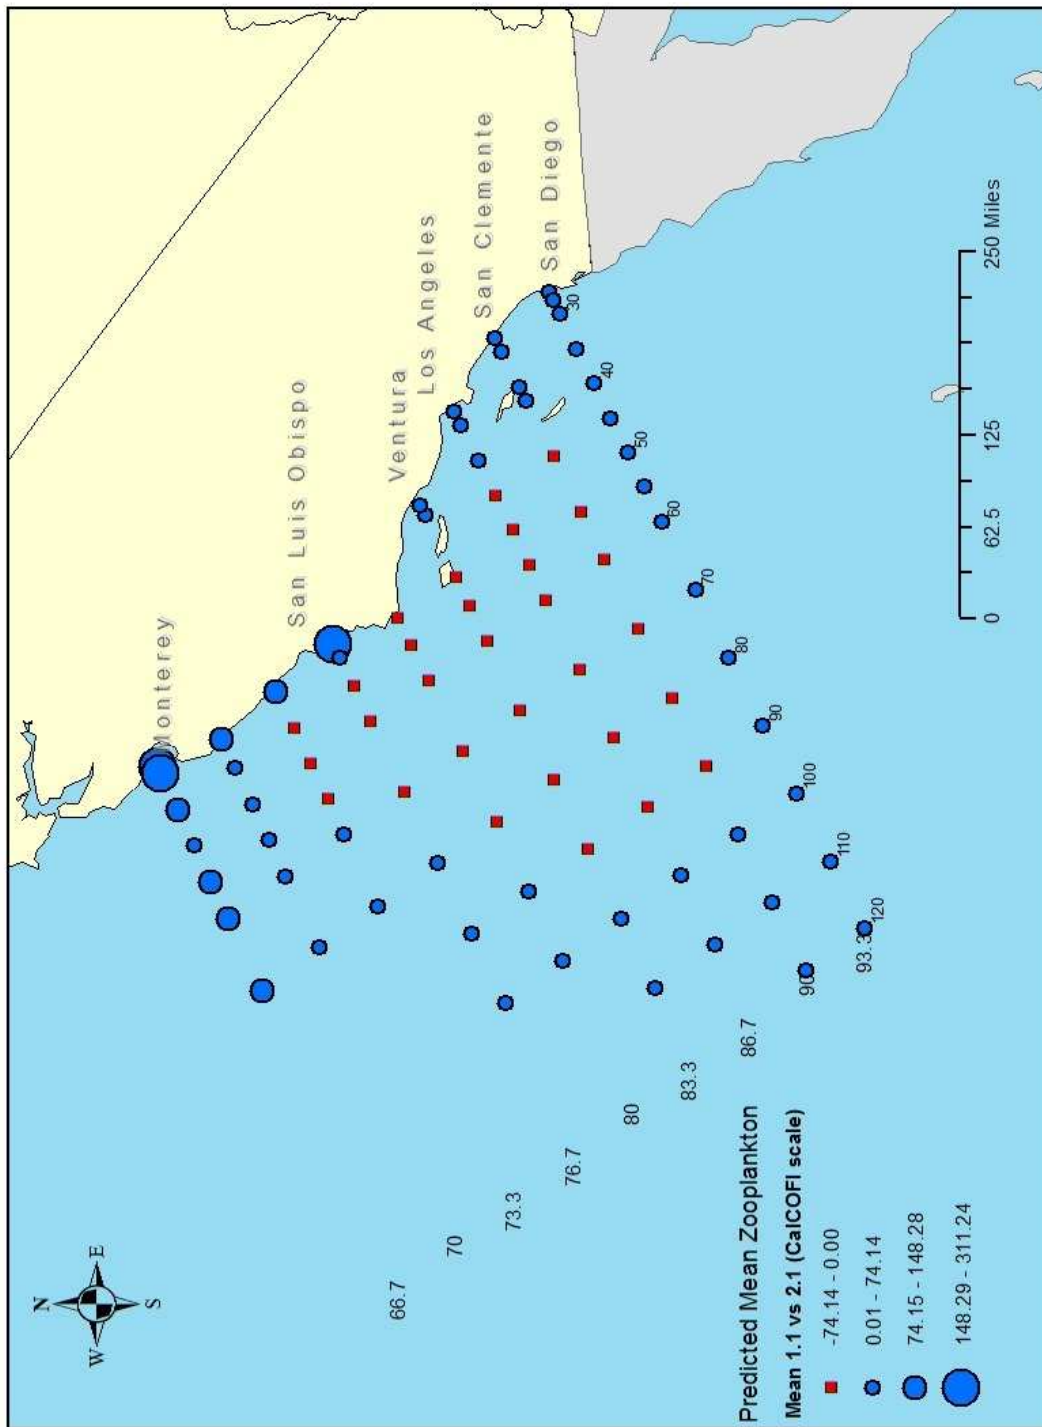 N
W E
S
Monterey
San Luis Obispo
Ventura
Los Angeles
San Clemente
San Diego
30
40
50
60
70
80
90
100
110
120
66.7
70
73.3
76.7
80
83.3
86.7
90
93.3
Predicted Mean Zooplankton
Mean 1.1 vs 2.1 (CalCOFI scale)
-74.14 - 0.00
0.01 - 74.14
74.15 - 148.28
148.29 - 311.24
0 62.5 125 250 Miles